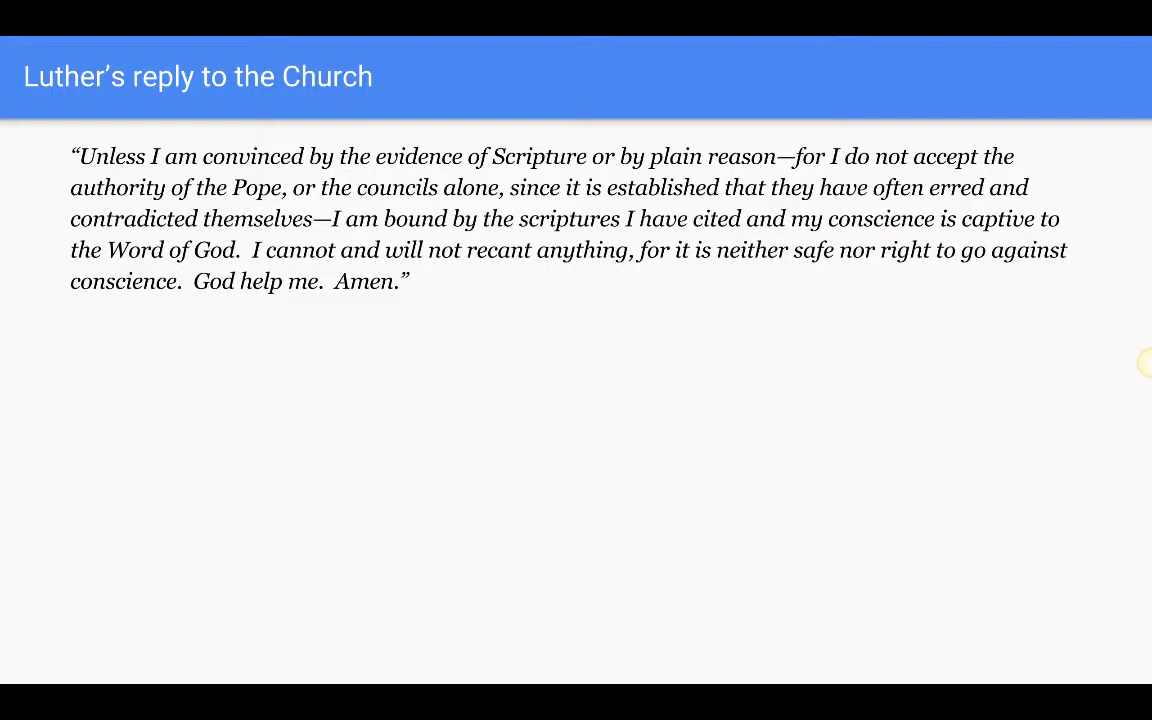 Luther’s reply to the Church
“Unless I am convinced by the evidence of Scripture or by plain reason—for I do not accept the
authority of the Pope, or the councils alone, since it is established that they have often erred and
contradicted themselves—I am bound by the scriptures I have cited and my conscience is captive to
the Word of God.  I cannot and will not recant anything, for it is neither safe nor right to go against
conscience.  God help me.  Amen.”